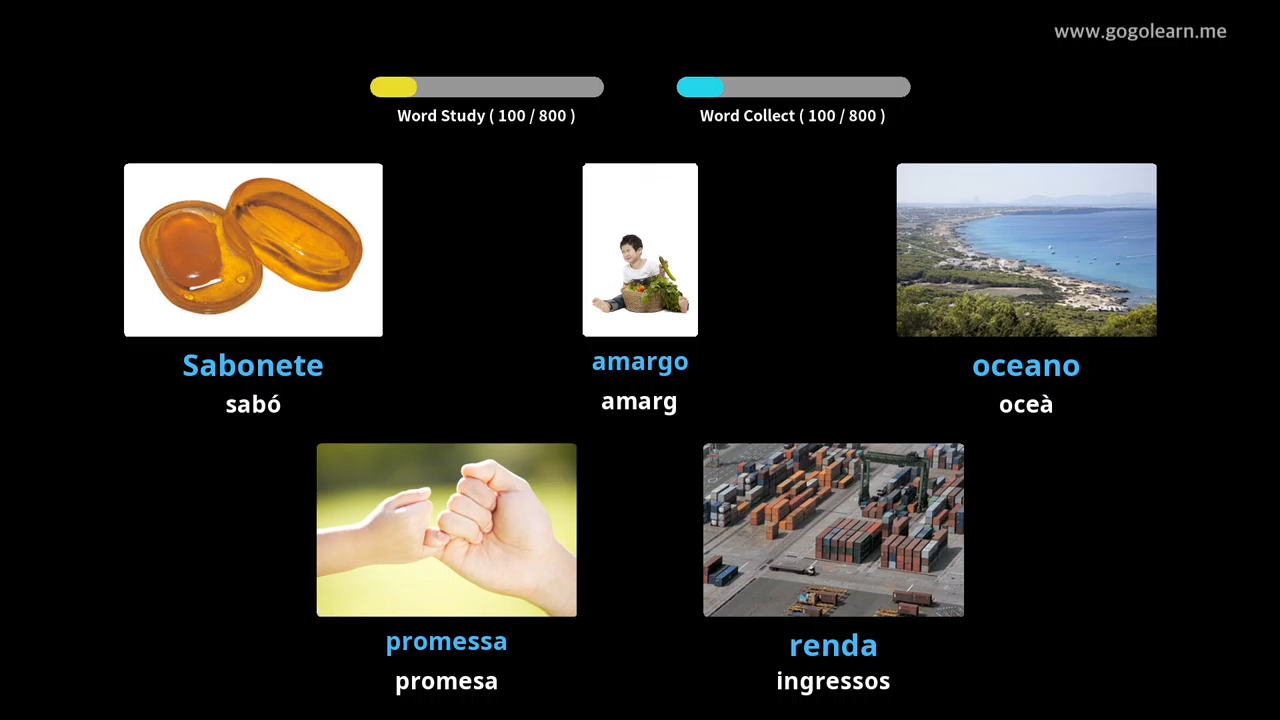 www.gogolearn.me
Word Study ( 100 / 800 )
Word Collect ( 100 / 800 )
Sabonete
sabó
amargo
amarg
oceano
oceà
promessa
promesa
renda
ingressos